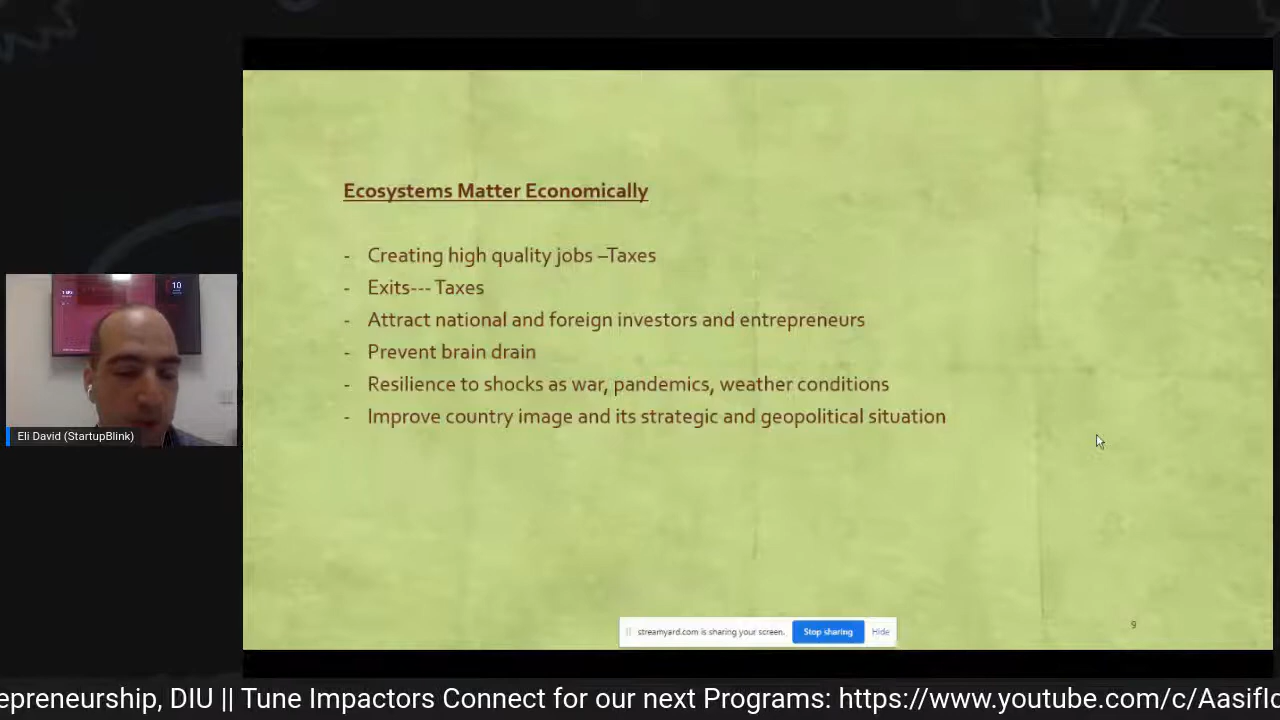 Ecosystems Matter Economically
- Creating high quality jobs –Taxes
- Exits--- Taxes
- Attract national and foreign investors and entrepreneurs
- Prevent brain drain
- Resilience to shocks as war, pandemics, weather conditions
- Improve country image and its strategic and geopolitical situation
10
Eli David (StartupBlink)
streamyard.com is sharing your screen. Stop sharing Hide
9
epreneurship, DIU || Tune Impactors Connect for our next Programs: https://www.youtube.com/c/AasifIq